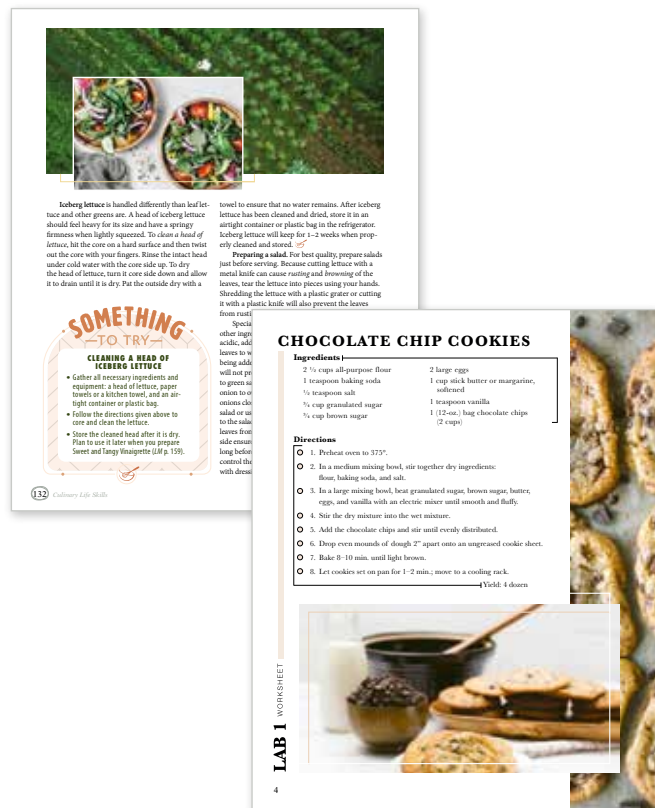 Iceberg lettuce is handled differently than leaf let-
tuce and other greens are. A head of iceberg lettuce
should feel heavy for its size and have a springy
firmness when lightly squeezed. To clean a head of
lettuce, hit the core on a hard surface and then twist
out the core with your fingers. Rinse the intact head
under cold water with the core side up. To dry
the head of lettuce, turn it core side down and allow
it to drain until it is dry. Pat the outside dry with a
towel to ensure that no water remains. After iceberg
lettuce has been cleaned and dried, store it in an
airtight container or plastic bag in the refrigerator.
Iceberg lettuce will keep for 1–2 weeks when prop-
erly cleaned and stored.
Preparing a salad. For best quality, prepare salads
just before serving. Because cutting lettuce with a
metal knife can cause rusting and browning of the
leaves, tear the lettuce into pieces using your hands.
Shredding the lettuce with a plastic grater or cutting
it with a plastic knife will also prevent the leaves
from rusti
Specia
other ingr
acidic, add
leaves to w
being adde
will not pr
to green sa
onion to o
onions clo
salad or us
to the sala
leaves from
side ensure
long befor
control the
with dressi
SOMETHING
TO TRY
CLEANING A HEAD OF
ICEBERG LETTUCE
• Gather all necessary ingredients and
equipment: a head of lettuce, paper
towels or a kitchen towel, and an air-
tight container or plastic bag.
• Follow the directions given above to
core and clean the lettuce.
• Store the cleaned head after it is dry.
Plan to use it later when you prepare
Sweet and Tangy Vinaigrette (LM p. 159).
132 Culinary Life Skills
CHOCOLATE CHIP COOKIES
Ingredients
2 ¼ cups all-purpose flour
1 teaspoon baking soda
½ teaspoon salt
¾ cup granulated sugar
¾ cup brown sugar
2 large eggs
1 cup stick butter or margarine,
softened
1 teaspoon vanilla
1 (12-oz.) bag chocolate chips
(2 cups)
Directions
1. Preheat oven to 375°.
2. In a medium mixing bowl, stir together dry ingredients:
flour, baking soda, and salt.
3. In a large mixing bowl, beat granulated sugar, brown sugar, butter,
eggs, and vanilla with an electric mixer until smooth and fluffy.
4. Stir the dry mixture into the wet mixture.
5. Add the chocolate chips and stir until evenly distributed.
6. Drop even mounds of dough 2" apart onto an ungreased cookie sheet.
7. Bake 8–10 min. until light brown.
8. Let cookies set on pan for 1–2 min.; move to a cooling rack.
Yield: 4 dozen
LAB 1 WORKSHEET
4